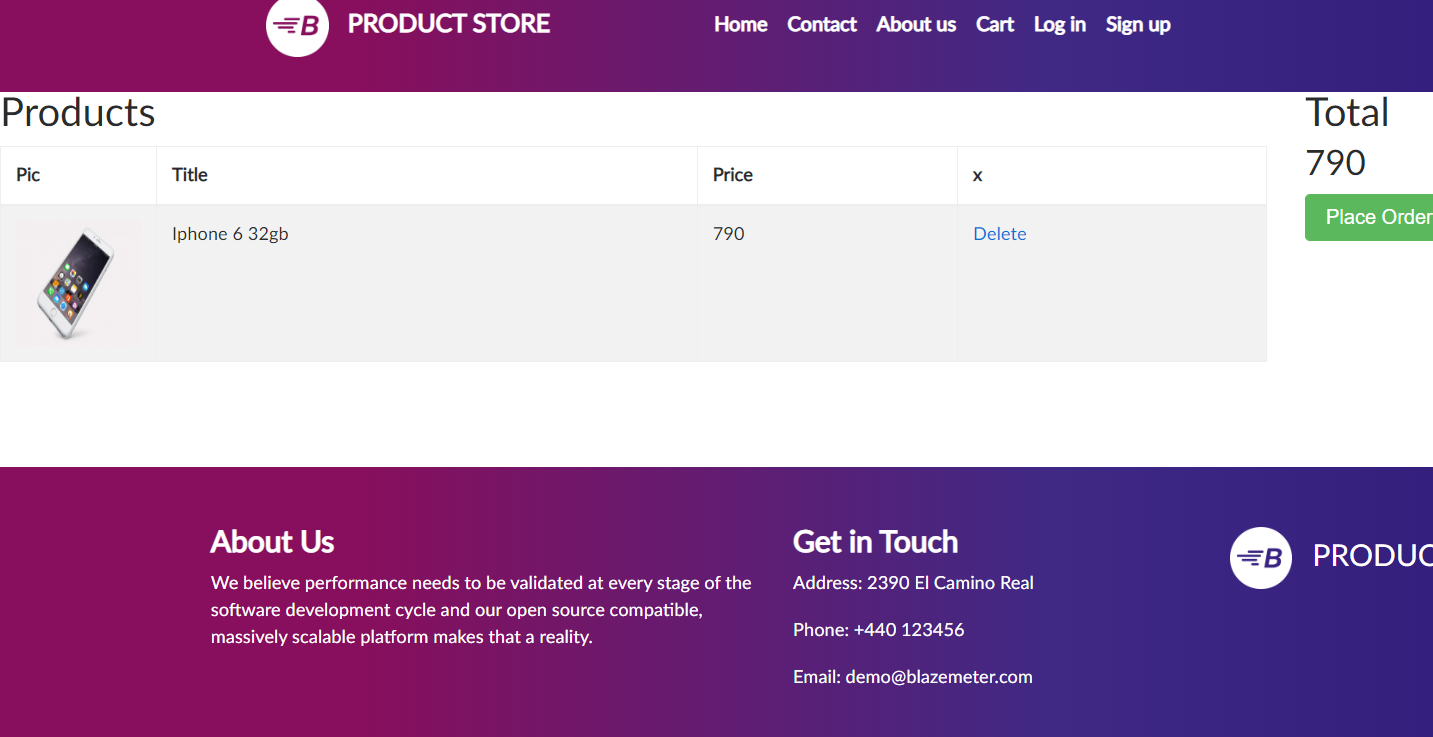 B PRODUCT STORE
Home Contact About us Cart Log in Sign up
Products
Total
790
Place Order
Pic Title Price x
Iphone 6 32gb 790 Delete
About Us
We believe performance needs to be validated at every stage of the
software development cycle and our open source compatible,
massively scalable platform makes that a reality.
Get in Touch
Address: 2390 El Camino Real
Phone: +440 123456
Email: demo@blazemeter.com
B PRODUC